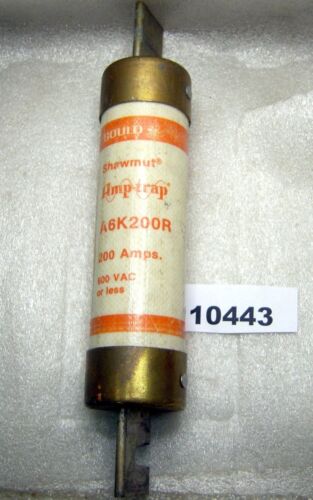 GOULD
Shawmut®
Amp-trap®
A6K200R
200 Amps.
600 VAC
or less
10443